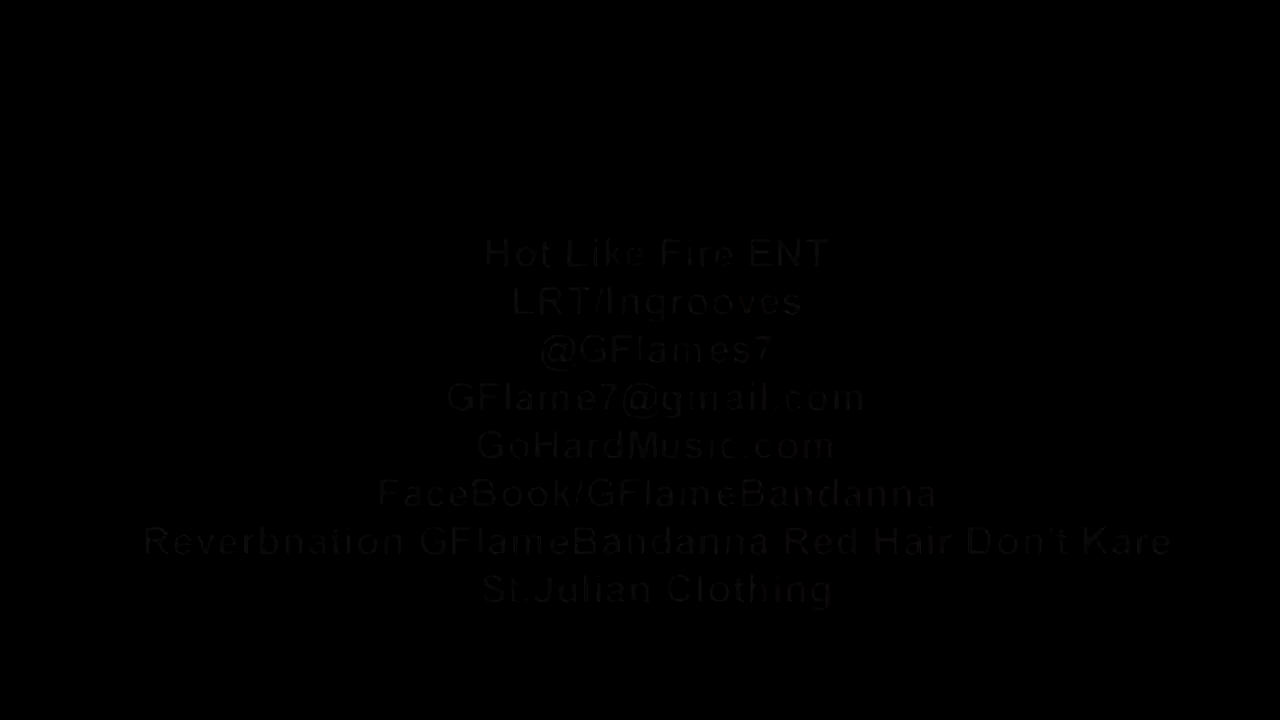 Hot Like Fire ENT
LRT/Ingrooves
@GFlames7
GFlame7@gmail.com
GoHardMusic.com
FaceBook/GFlameBandanna
Reverbnation GFlameBandanna Red Hair Don't Kare
St.Julian Clothing